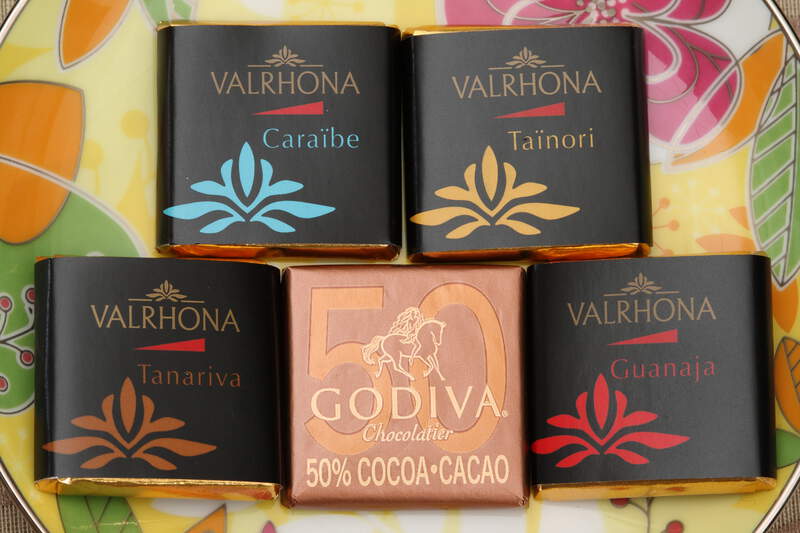 VALRHONA
Caraïbe
VALRHONA
Taïnori
VALRHONA
Tanariva
50
GODIVA®
Chocolatier
50% COCOA•CACAO
VALRHONA
Guanaja